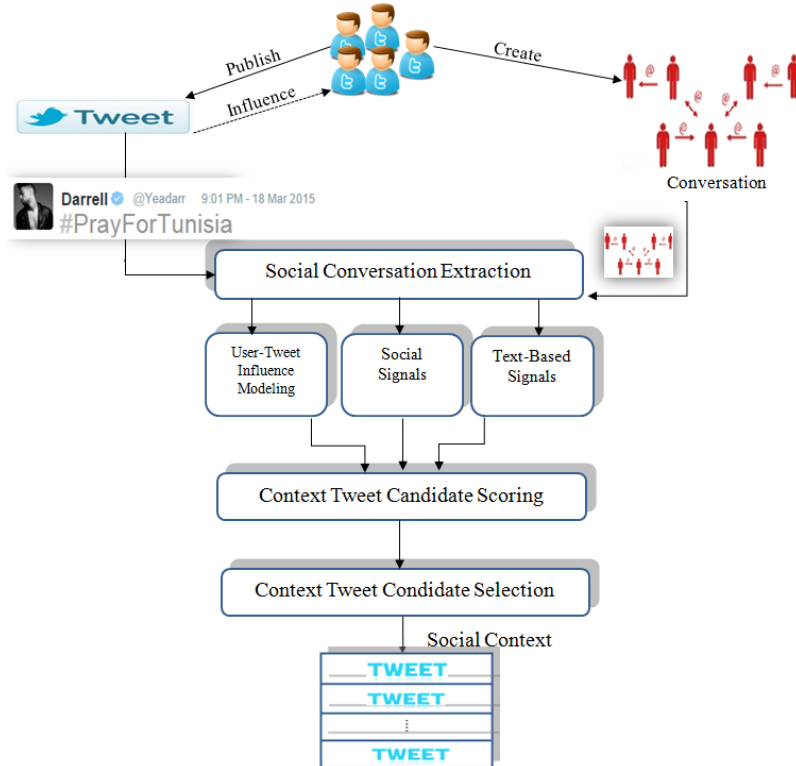 Publish
Create
Influence
Tweet
@ @
@ @
@ @
Conversation
Darrell @Yeadarr 9:01 PM - 18 Mar 2015
#PrayForTunisia
Social Conversation Extraction
User-Tweet
Influence
Modeling
Social
Signals
Text-Based
Signals
Context Tweet Candidate Scoring
Context Tweet Condidate Selection
Social Context
TWEET
TWEET
TWEET